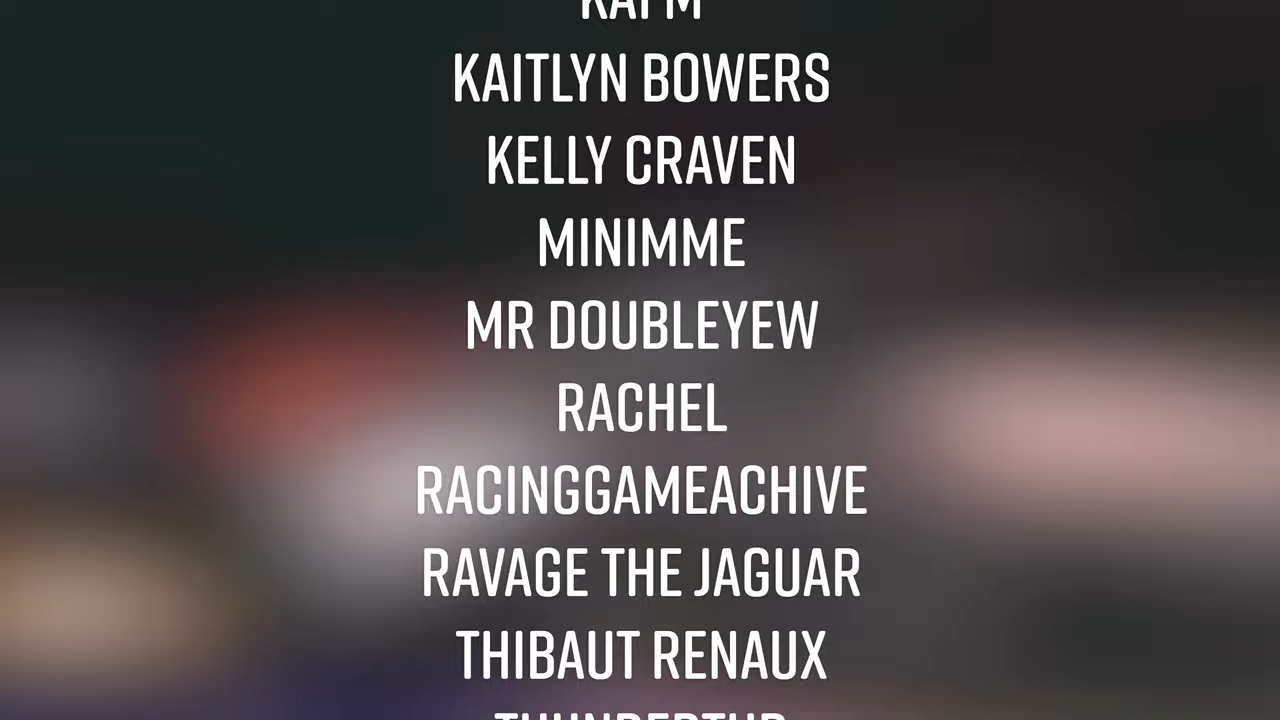 KAITLYN BOWERS
KELLY CRAVEN
MINIMME
MR DOUBLEYEW
RACHEL
RACINGGAMEACHIVE
RAVAGE THE JAGUAR
THIBAUT RENAUX